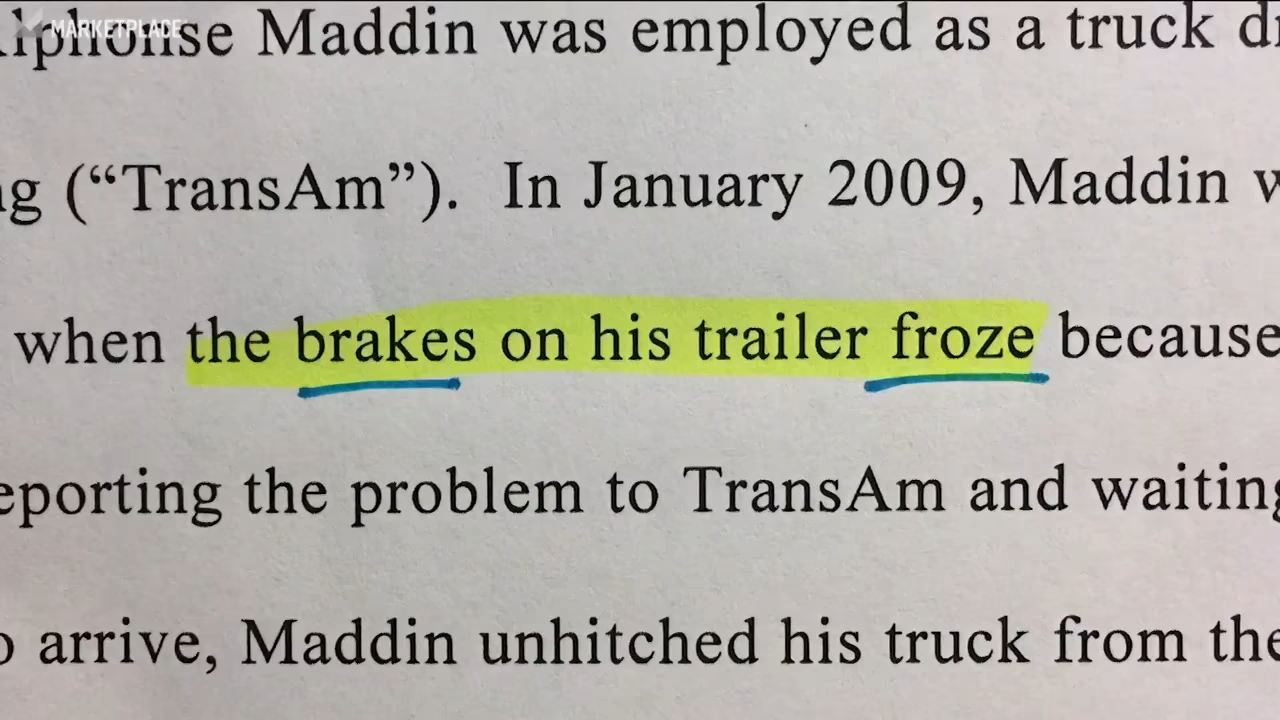 MARKETPLACE
Alphonse Maddin was employed as a truck
("TransAm"). In January 2009, Maddin
when the brakes on his trailer froze because
the problem to TransAm and waiting
arrive, Maddin unhitched his truck from the